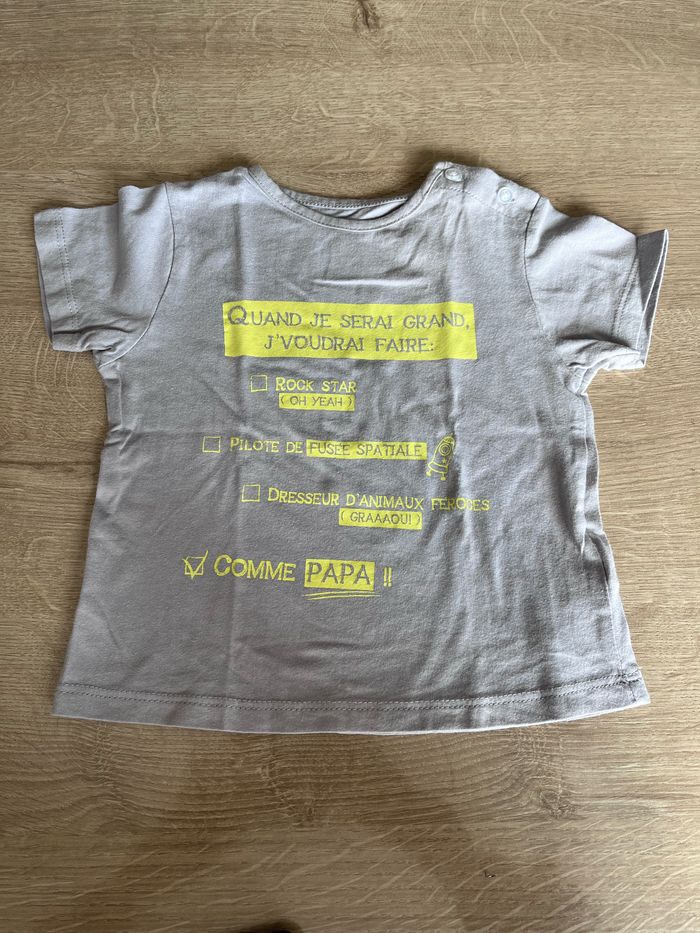 QUAND JE SERAI GRAND,
J'VOUDRAI FAIRE:
ROCK STAR
( OH YEAH )
PILOTE DE FUSÉE SPATIALE
DRESSEUR D'ANIMAUX FEROCES
( GRAAAOU! )
COMME PAPA !!